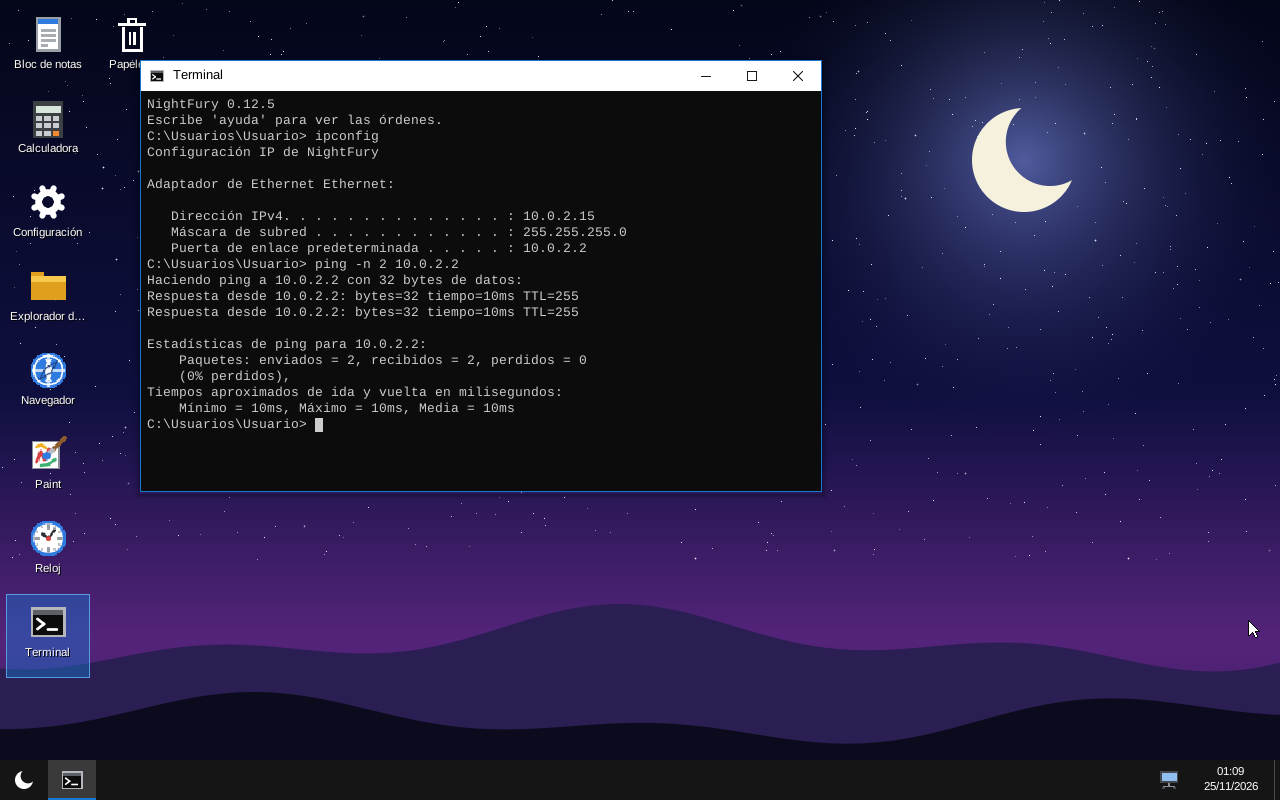 Bloc de notas
Calculadora
Configuración
Explorador d...
Navegador
Paint
Reloj
Terminal
Terminal
NightFury 0.12.5
Escribe 'ayuda' para ver las órdenes.
C:\Usuarios\Usuario> ipconfig
Configuración IP de NightFury
Adaptador de Ethernet Ethernet:
Dirección IPv4. . . . . . . . . . . . . . : 10.0.2.15
Máscara de subred . . . . . . . . . . . . : 255.255.255.0
Puerta de enlace predeterminada . . . . . : 10.0.2.2
C:\Usuarios\Usuario> ping -n 2 10.0.2.2
Haciendo ping a 10.0.2.2 con 32 bytes de datos:
Respuesta desde 10.0.2.2: bytes=32 tiempo=10ms TTL=255
Respuesta desde 10.0.2.2: bytes=32 tiempo=10ms TTL=255
Estadísticas de ping para 10.0.2.2:
Paquetes: enviados = 2, recibidos = 2, perdidos = 0
(0% perdidos),
Tiempos aproximados de ida y vuelta en milisegundos:
Mínimo = 10ms, Máximo = 10ms, Media = 10ms
C:\Usuarios\Usuario>
01:09
25/11/2026